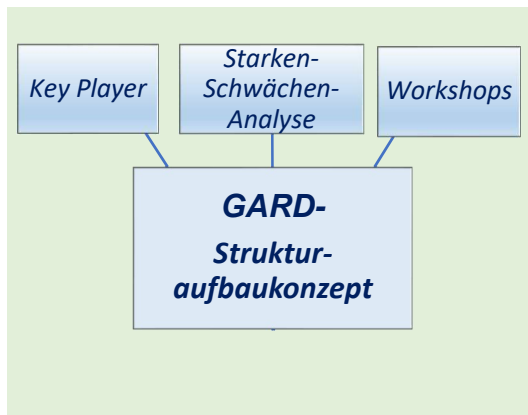 Key Player
Starken-
Schwächen-
Analyse
Workshops
GARD-
Struktur-
aufbaukonzept